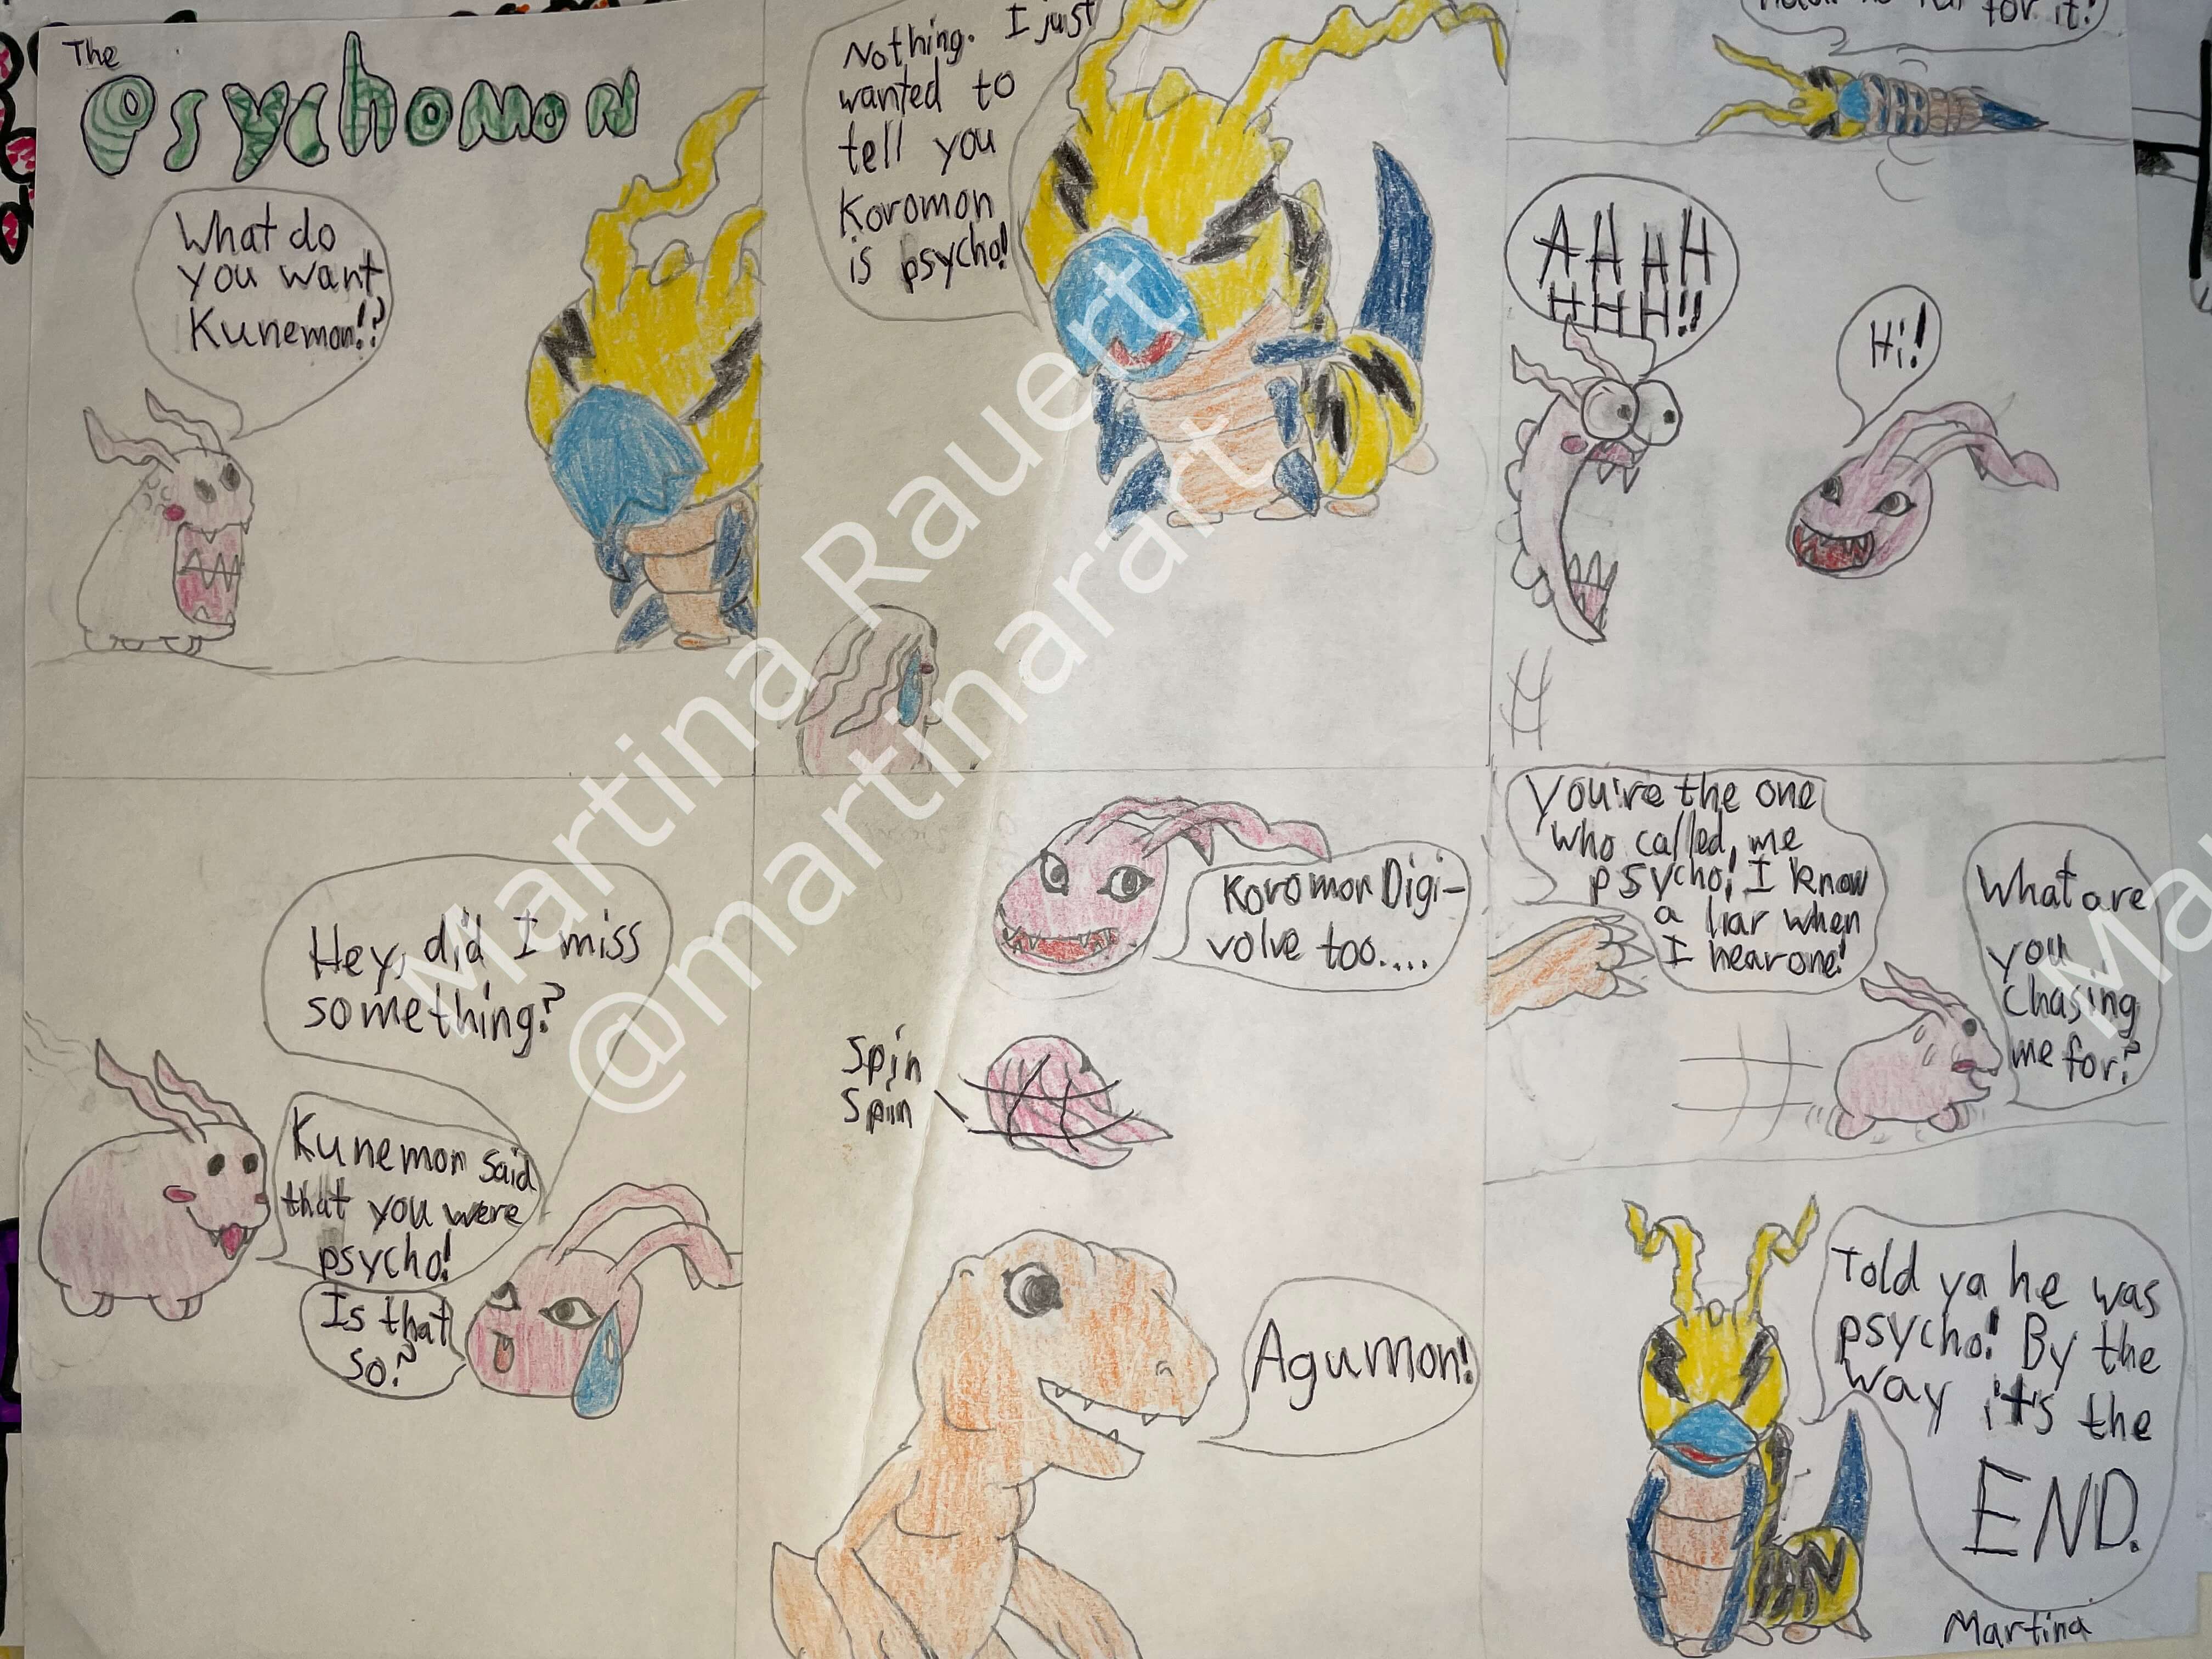 The
Psychomon
What do
you want
Kunemon!?
Nothing. I just
wanted to
tell you
Koromon
is psycho!
for it!
AHHH
HHH!!
Hi!
Hey, did I miss
something?
Kunemon said
that you were
psycho!
Is that
so?
Koromon Digi-
volve too....
Spin
Spin
Agumon!
You're the one
who called, me
psycho! I know
a liar when
I hear one!
What are
you
chasing
me for?
Told ya he was
psycho! By the
way it's the
END.
Martina
Martina Rauert
@martinarart
Ma